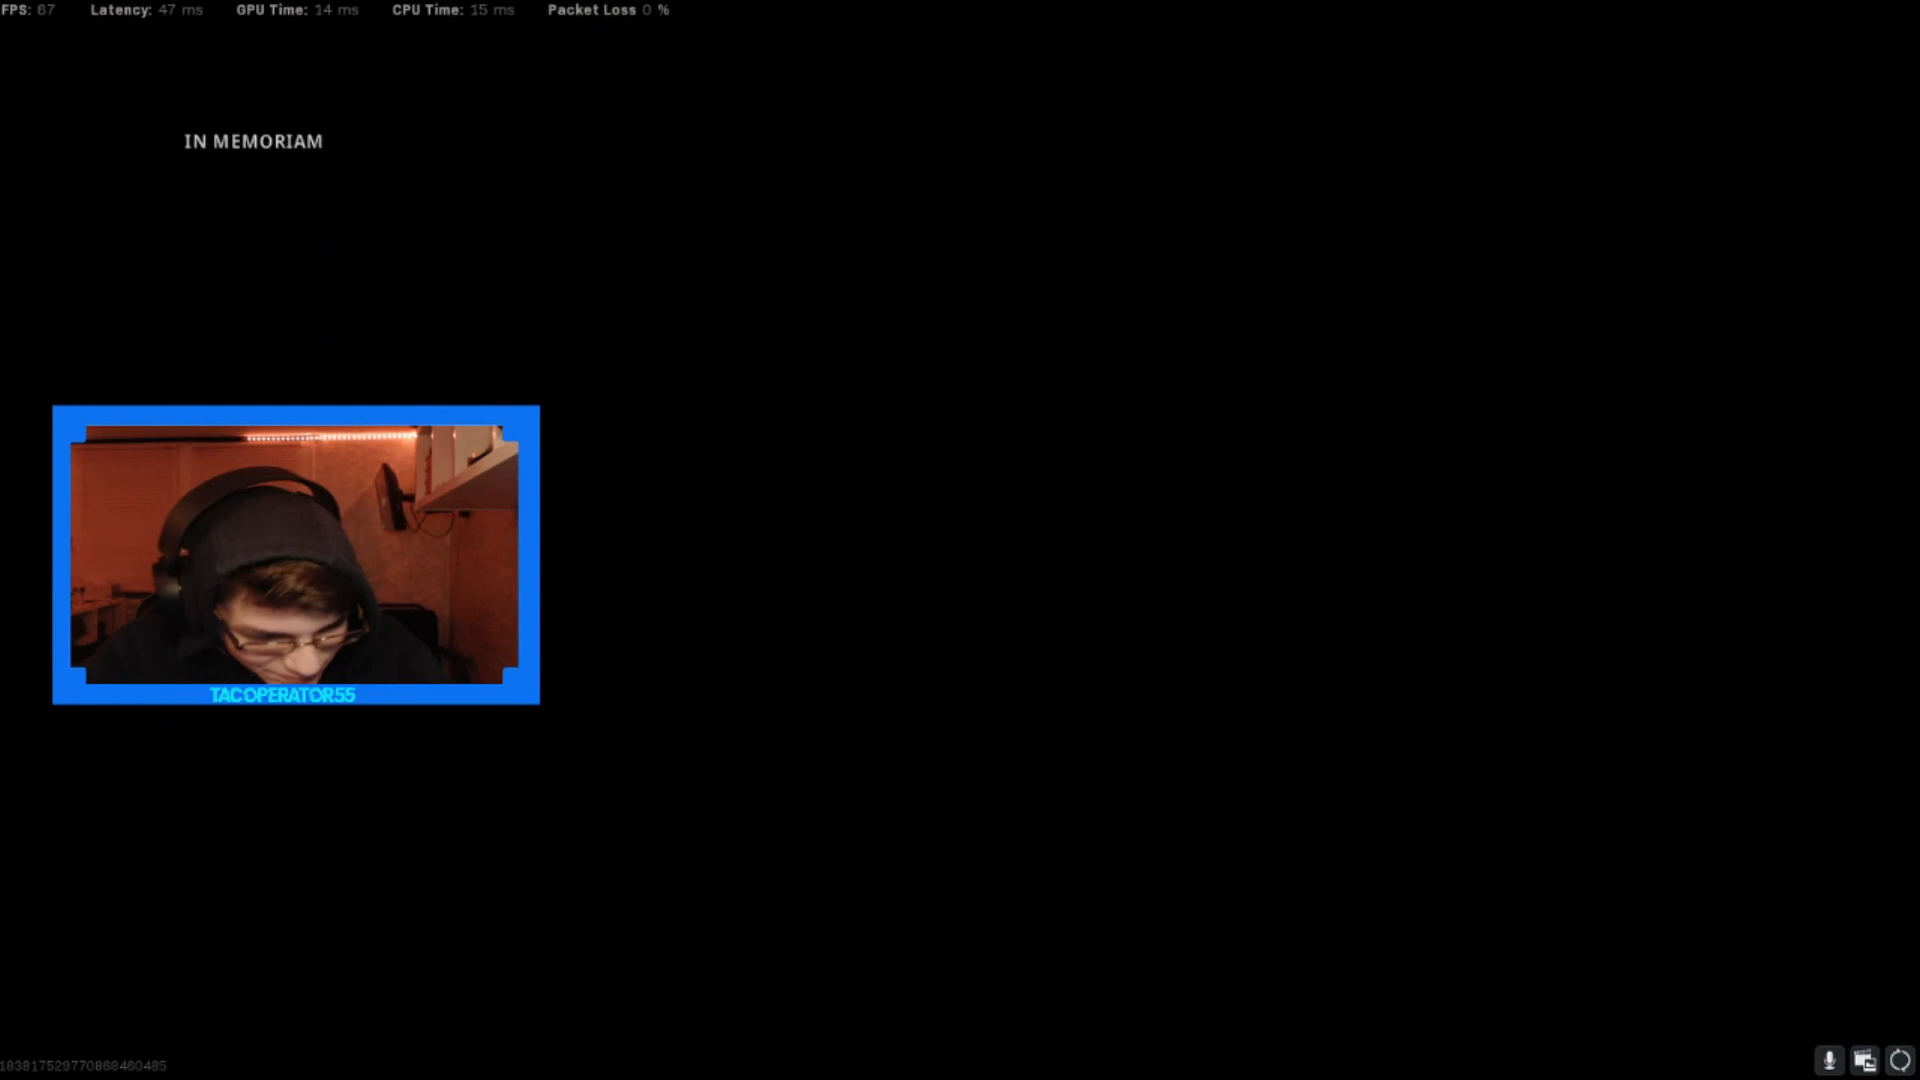 FPS: 67 Latency: 47 ms GPU Time: 14 ms CPU Time: 15 ms Packet Loss 0 %
IN MEMORIAM
TACOPERATOR55